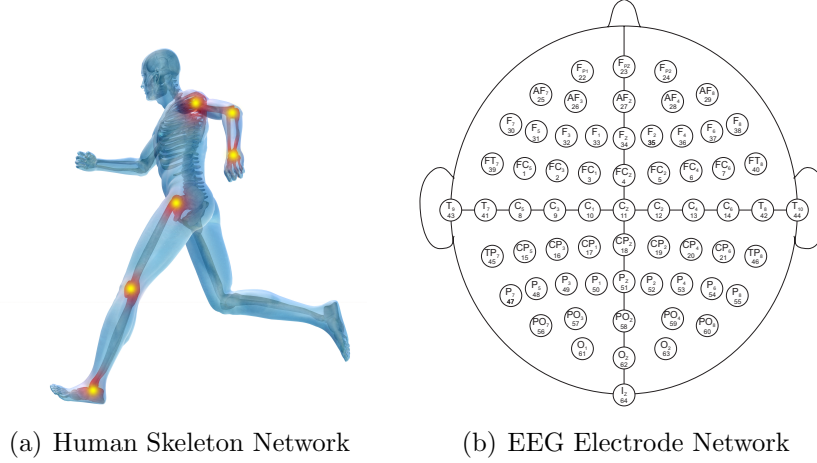 FP1 22 FPZ 23 FP2 24
AF7 25 AF3 26 AFZ 27 AF4 28 AF8 29
F7 30 F5 31 F3 32 F1 33 FZ 34 F2 35 F4 36 F6 37 F8 38
FT7 39 FC5 1 FC3 2 FC1 3 FCZ 4 FC2 5 FC4 6 FC6 7 FT8 40
T9 43 T7 41 C5 8 C3 9 C1 10 CZ 11 C2 12 C4 13 C6 14 T8 42 T10 44
TP7 45 CP5 15 CP3 16 CP1 17 CPZ 18 CP2 19 CP4 20 CP6 21 TP8 46
P7 47 P5 48 P3 49 P1 50 PZ 51 P2 52 P4 53 P6 54 P8 55
PO7 56 PO3 57 POZ 58 PO4 59 PO8 60
O1 61 OZ 62 O2 63
IZ 64
(a) Human Skeleton Network
(b) EEG Electrode Network